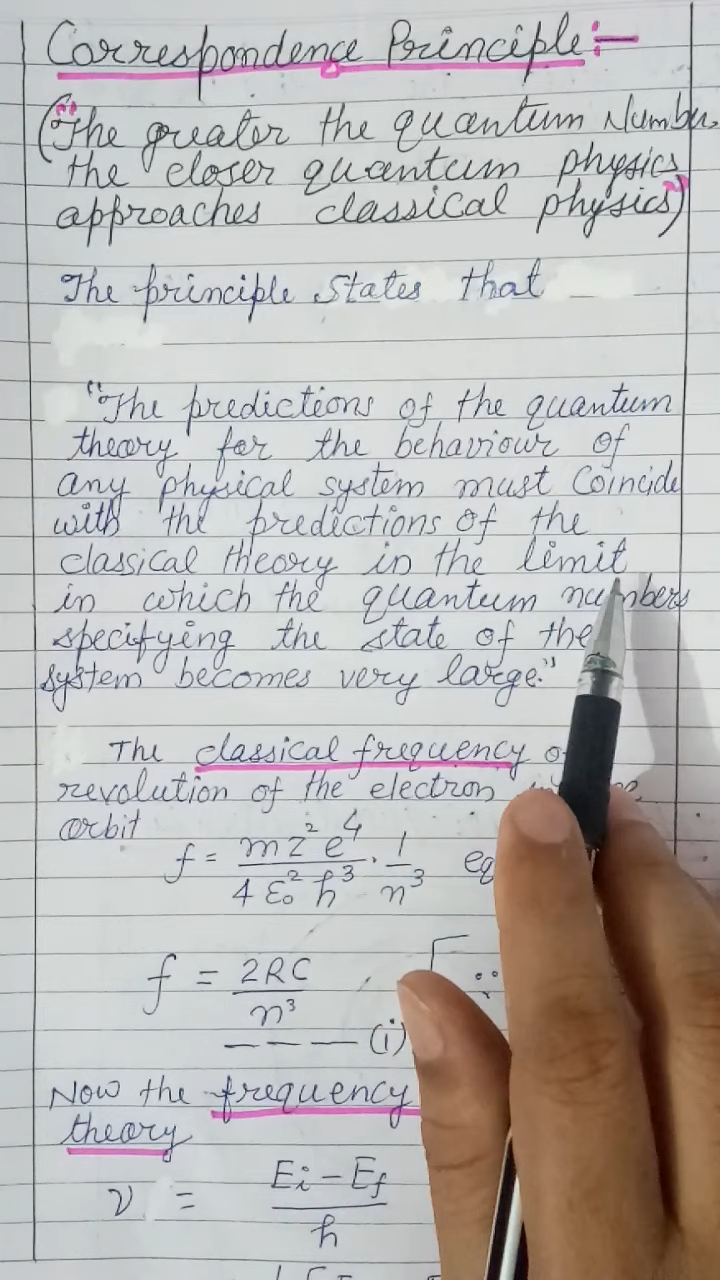 Correspondence Principle:-
("The greater the quantum Number
the closer quantum physics
approaches classical physics")
The principle states that
"The predictions of the quantum
theory for the behaviour of
any physical system must Coincide
with the predictions of the
classical theory in the limit
in which the quantum numbers
specifying the state of the
system becomes very large."
The classical frequency
revolution of the electron
orbit
f = mz²e⁴/4ε₀²h³ · 1/n³ eq
f = 2RC/n³
---- (i)
Now the frequency
theory
ν = Ei - Ef/h